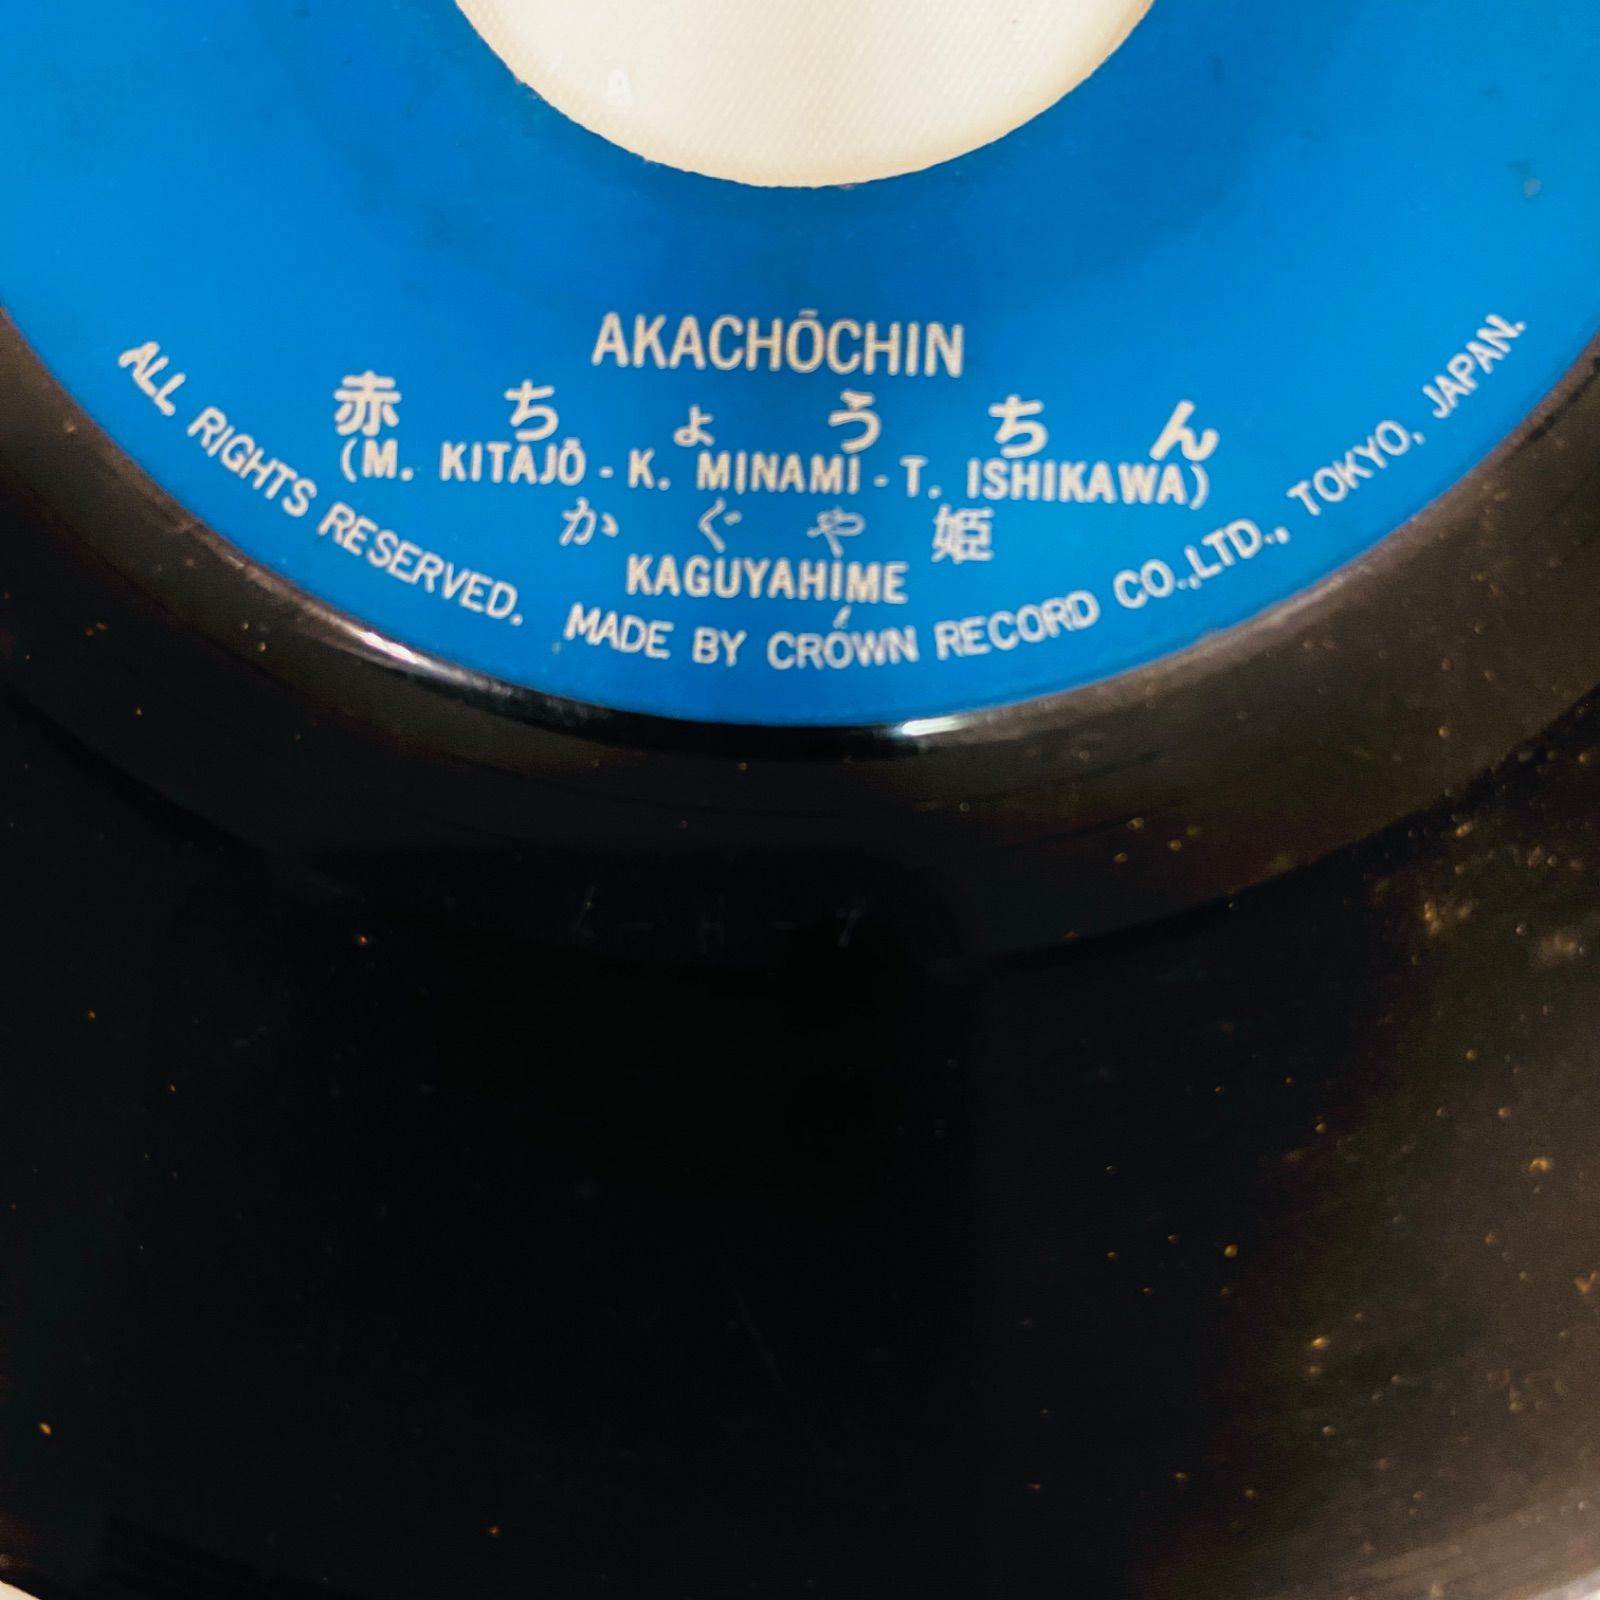 AKACHŌCHIN
赤ちょうちん
(M. KITAJŌ - K. MINAMI - T. ISHIKAWA)
かぐや姫
KAGUYAHIME
ALL RIGHTS RESERVED. MADE BY CROWN RECORD CO.,LTD., TOKYO, JAPAN.